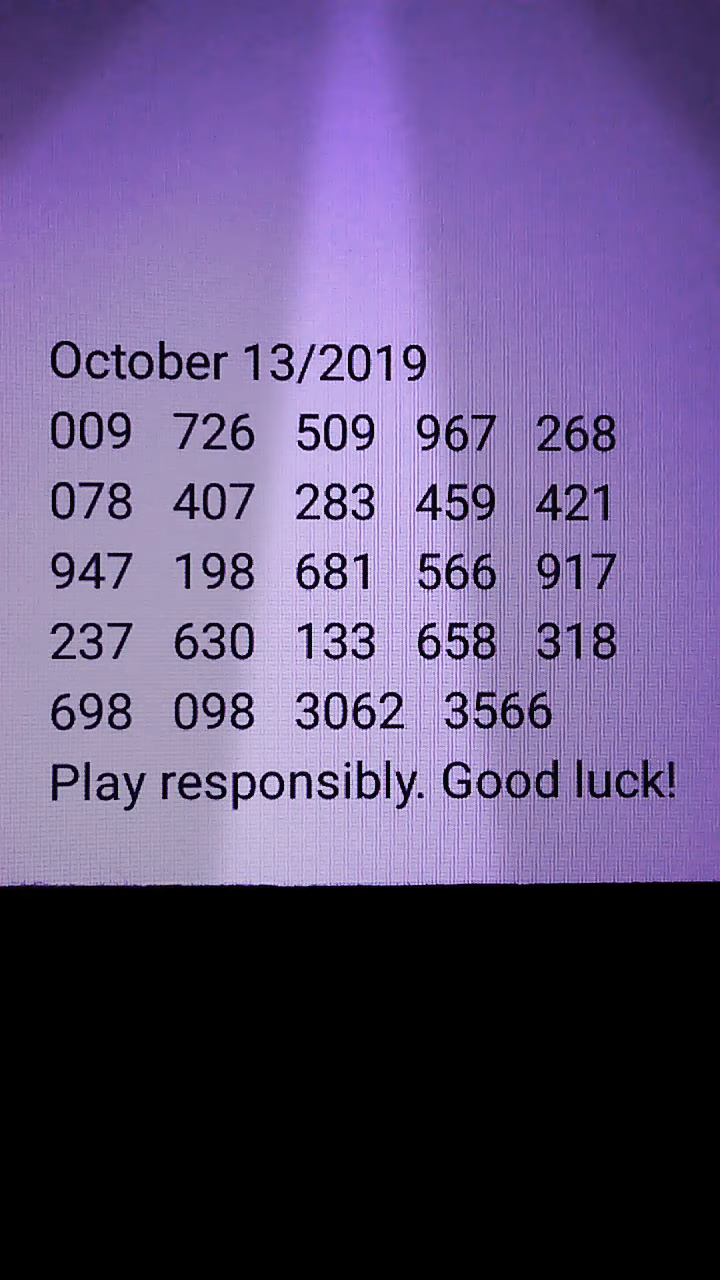 October 13/2019
009 726 509 967 268
078 407 283 459 421
947 198 681 566 917
237 630 133 658 318
698 098 3062 3566
Play responsibly. Good luck!